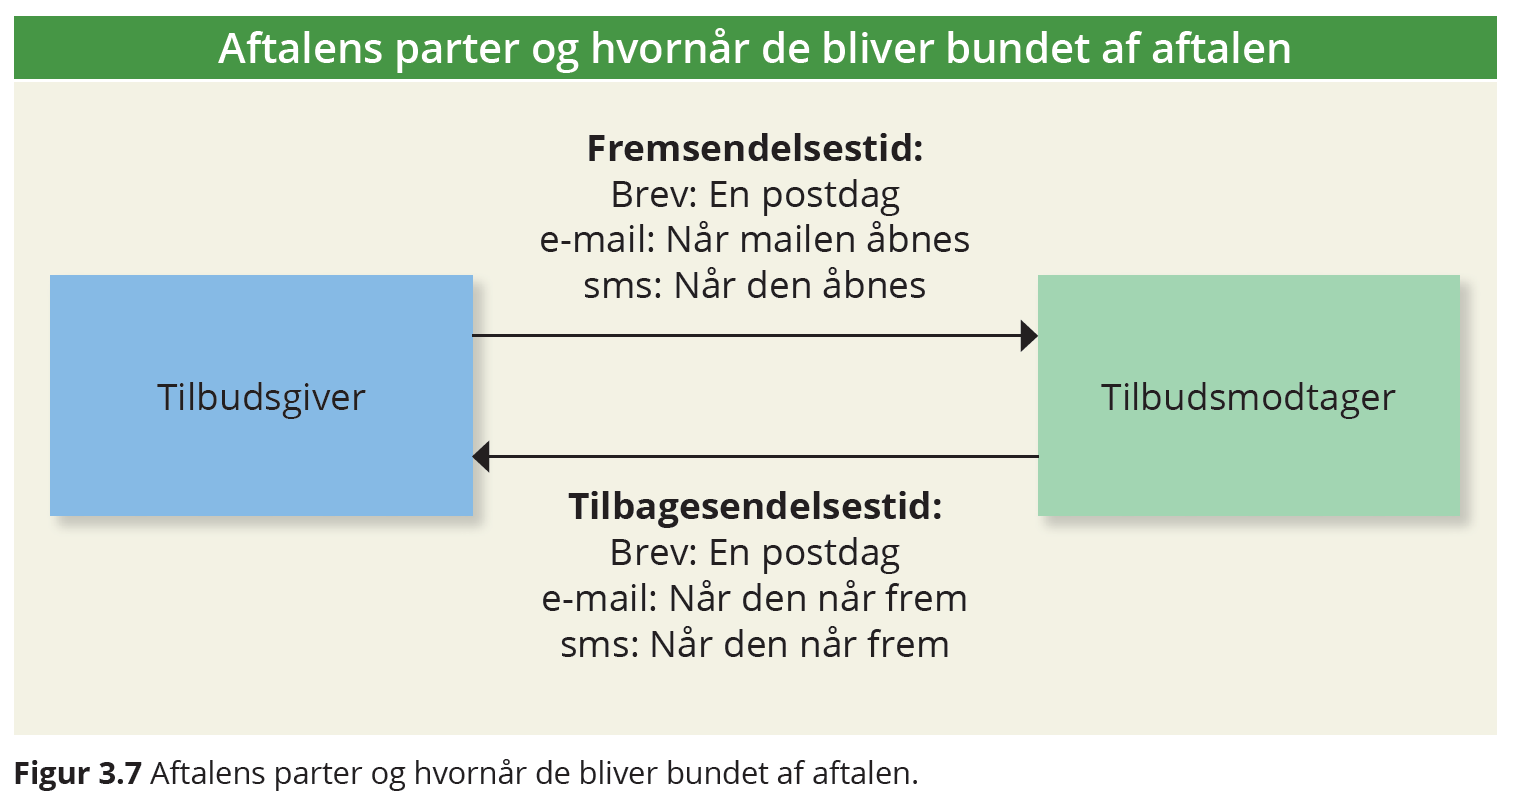 Aftalens parter og hvornår de bliver bundet af aftalen
Fremsendelsestid:
Brev: En postdag
e-mail: Når mailen åbnes
sms: Når den åbnes
Tilbudsgiver
Tilbudsmodtager
Tilbagesendelsestid:
Brev: En postdag
e-mail: Når den når frem
sms: Når den når frem
Figur 3.7 Aftalens parter og hvornår de bliver bundet af aftalen.